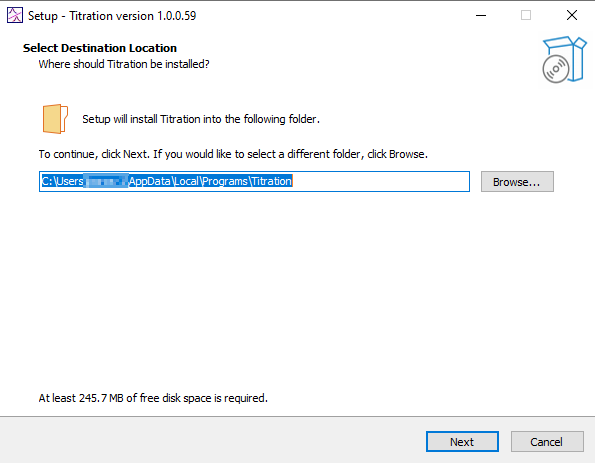 Setup - Titration version 1.0.0.59
Select Destination Location
Where should Titration be installed?
Setup will install Titration into the following folder.
To continue, click Next. If you would like to select a different folder, click Browse.
C:\Users\ \AppData\Local\Programs\Titration
Browse...
At least 245.7 MB of free disk space is required.
Next
Cancel